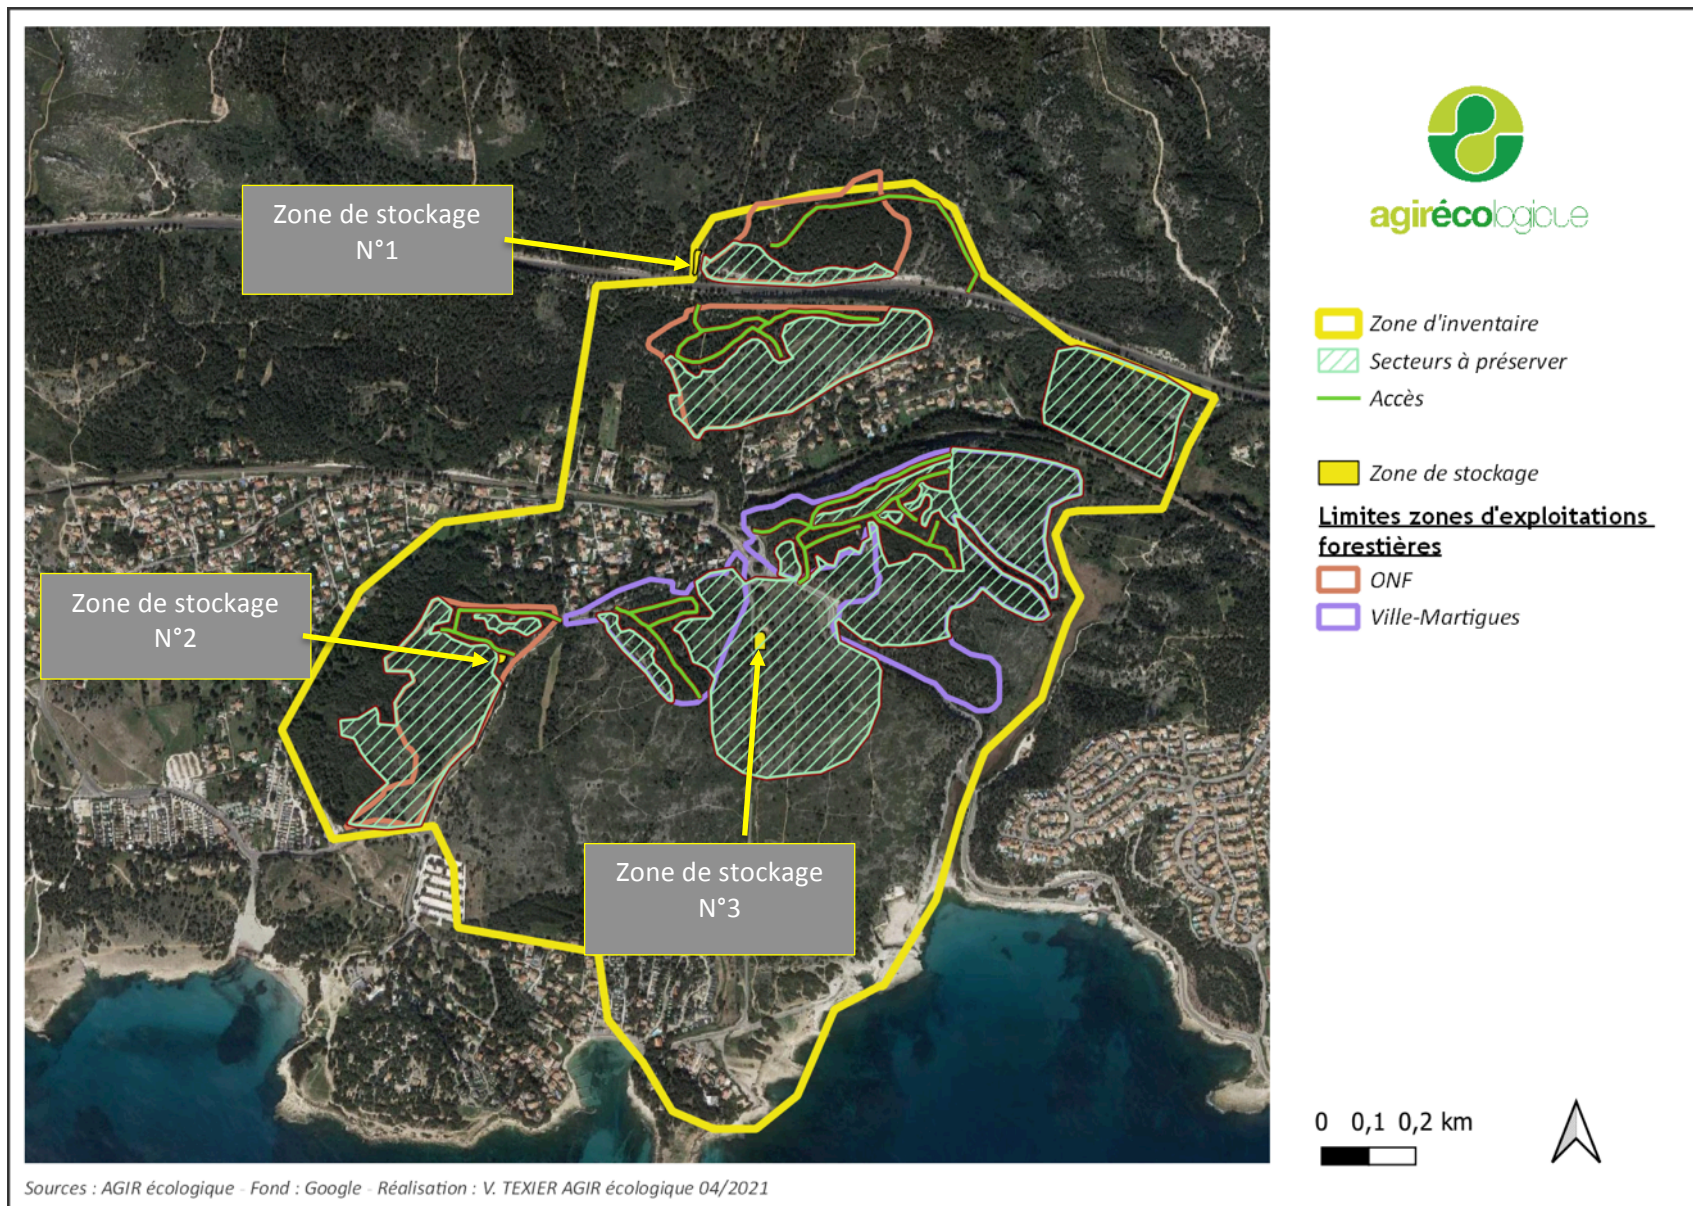 Zone de stockage
N°1
Zone de stockage
N°2
Zone de stockage
N°3
agirécologique
Zone d'inventaire
Secteurs à préserver
Accès
Zone de stockage
Limites zones d'exploitations
forestières
ONF
Ville-Martigues
0 0,1 0,2 km
Sources : AGIR écologique - Fond : Google - Réalisation : V. TEXIER AGIR écologique 04/2021